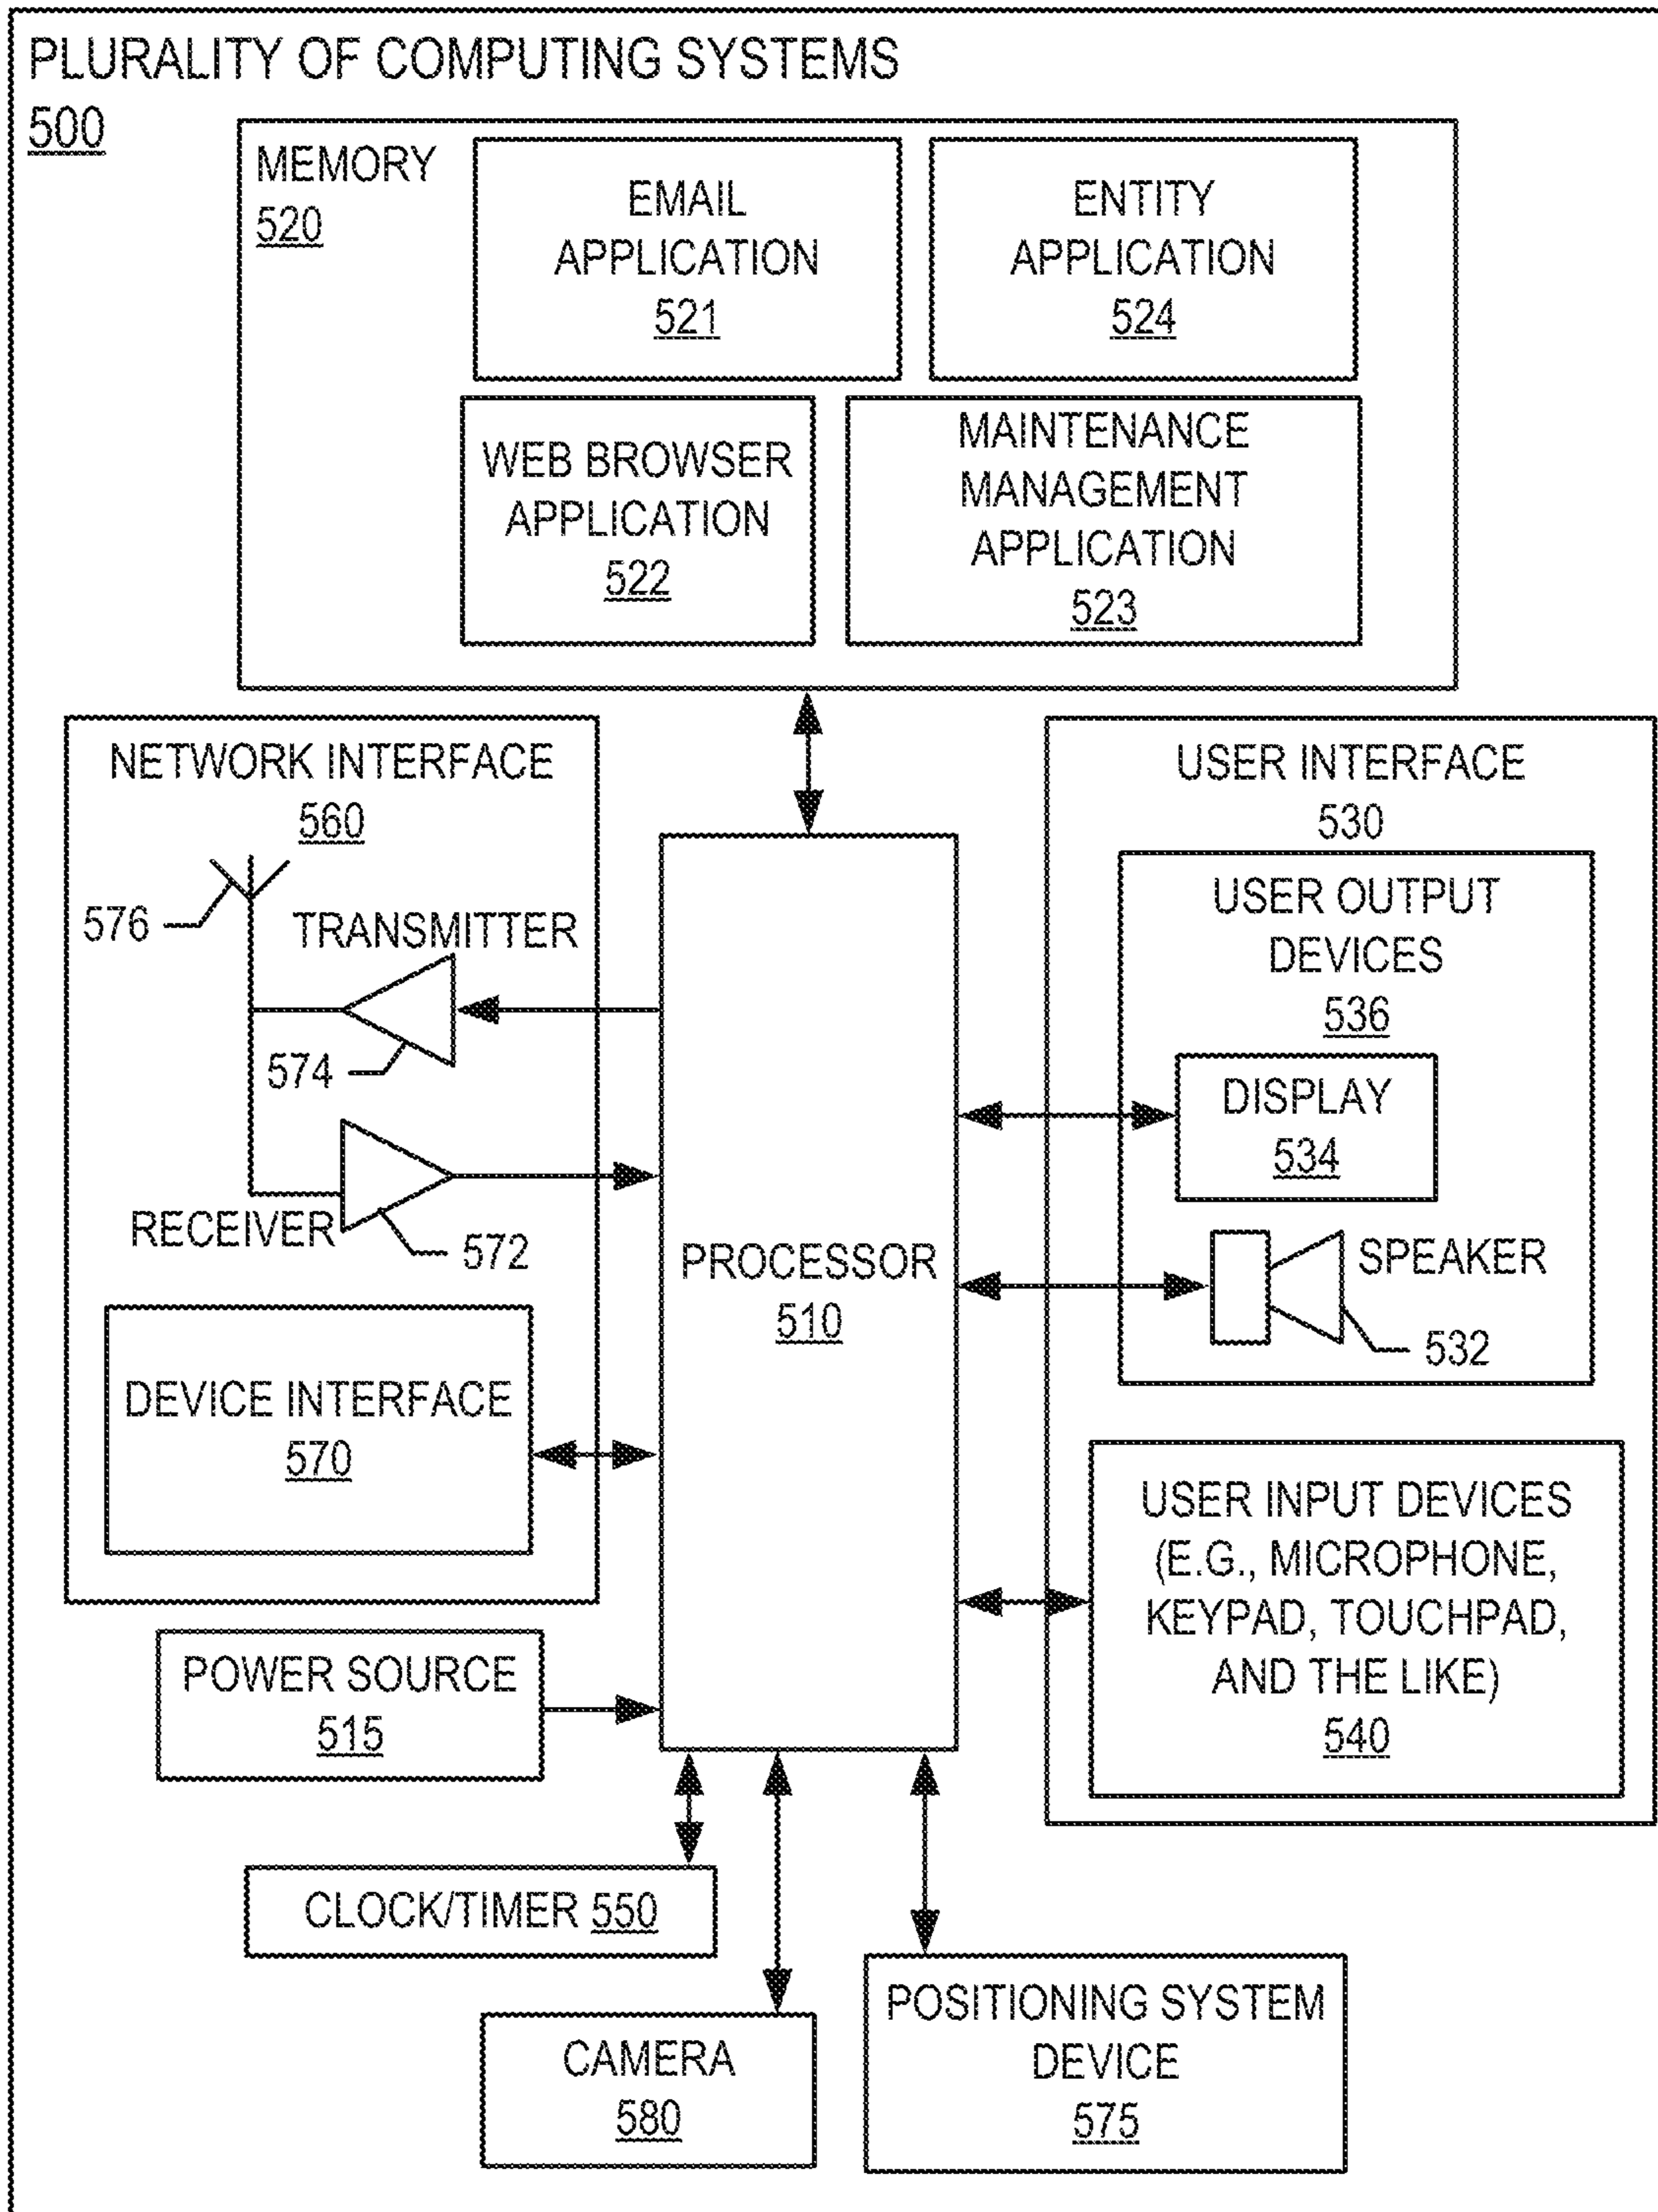 PLURALITY OF COMPUTING SYSTEMS
500
MEMORY
520
EMAIL
APPLICATION
521
ENTITY
APPLICATION
524
WEB BROWSER
APPLICATION
522
MAINTENANCE
MANAGEMENT
APPLICATION
523
NETWORK INTERFACE
560
576
TRANSMITTER
574
RECEIVER
572
DEVICE INTERFACE
570
PROCESSOR
510
USER INTERFACE
530
USER OUTPUT
DEVICES
536
DISPLAY
534
SPEAKER
532
USER INPUT DEVICES
(E.G., MICROPHONE,
KEYPAD, TOUCHPAD,
AND THE LIKE)
540
POWER SOURCE
515
CLOCK/TIMER 550
CAMERA
580
POSITIONING SYSTEM
DEVICE
575